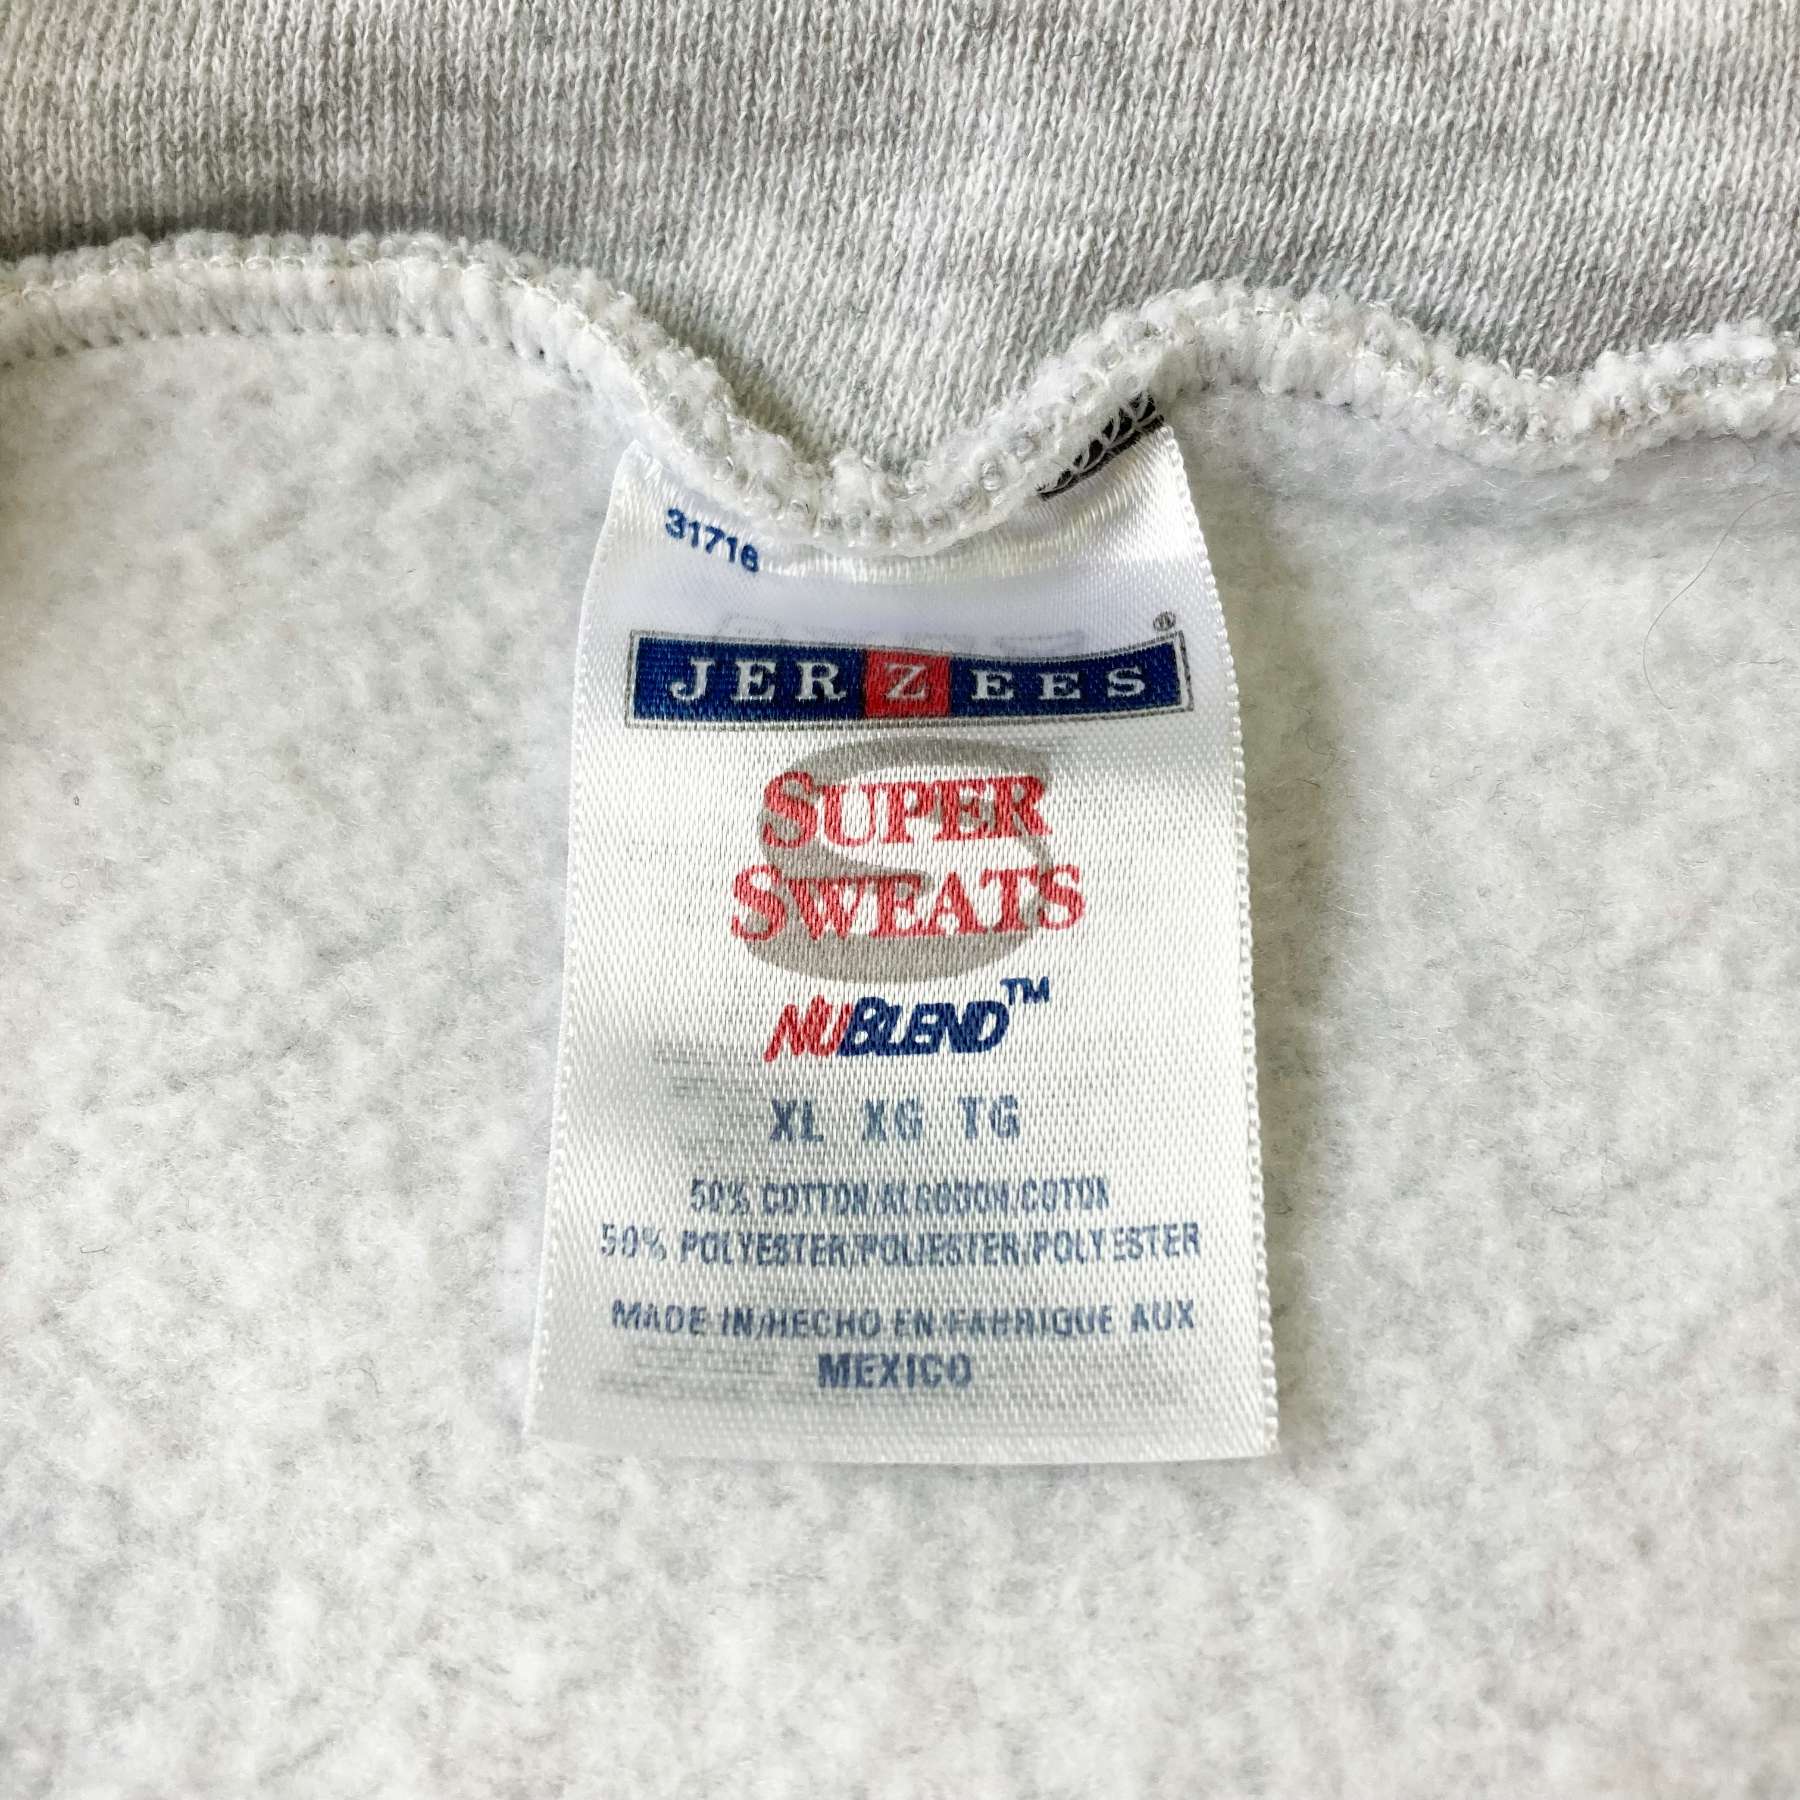 31716
JERZEES®
SUPER
SWEATS
NUBLEND™
XL XG TG
50% COTTON/ALGODON/COTON
50% POLYESTER/POLIESTER/POLYESTER
MADE IN/HECHO EN/FABRIQUE AUX
MEXICO